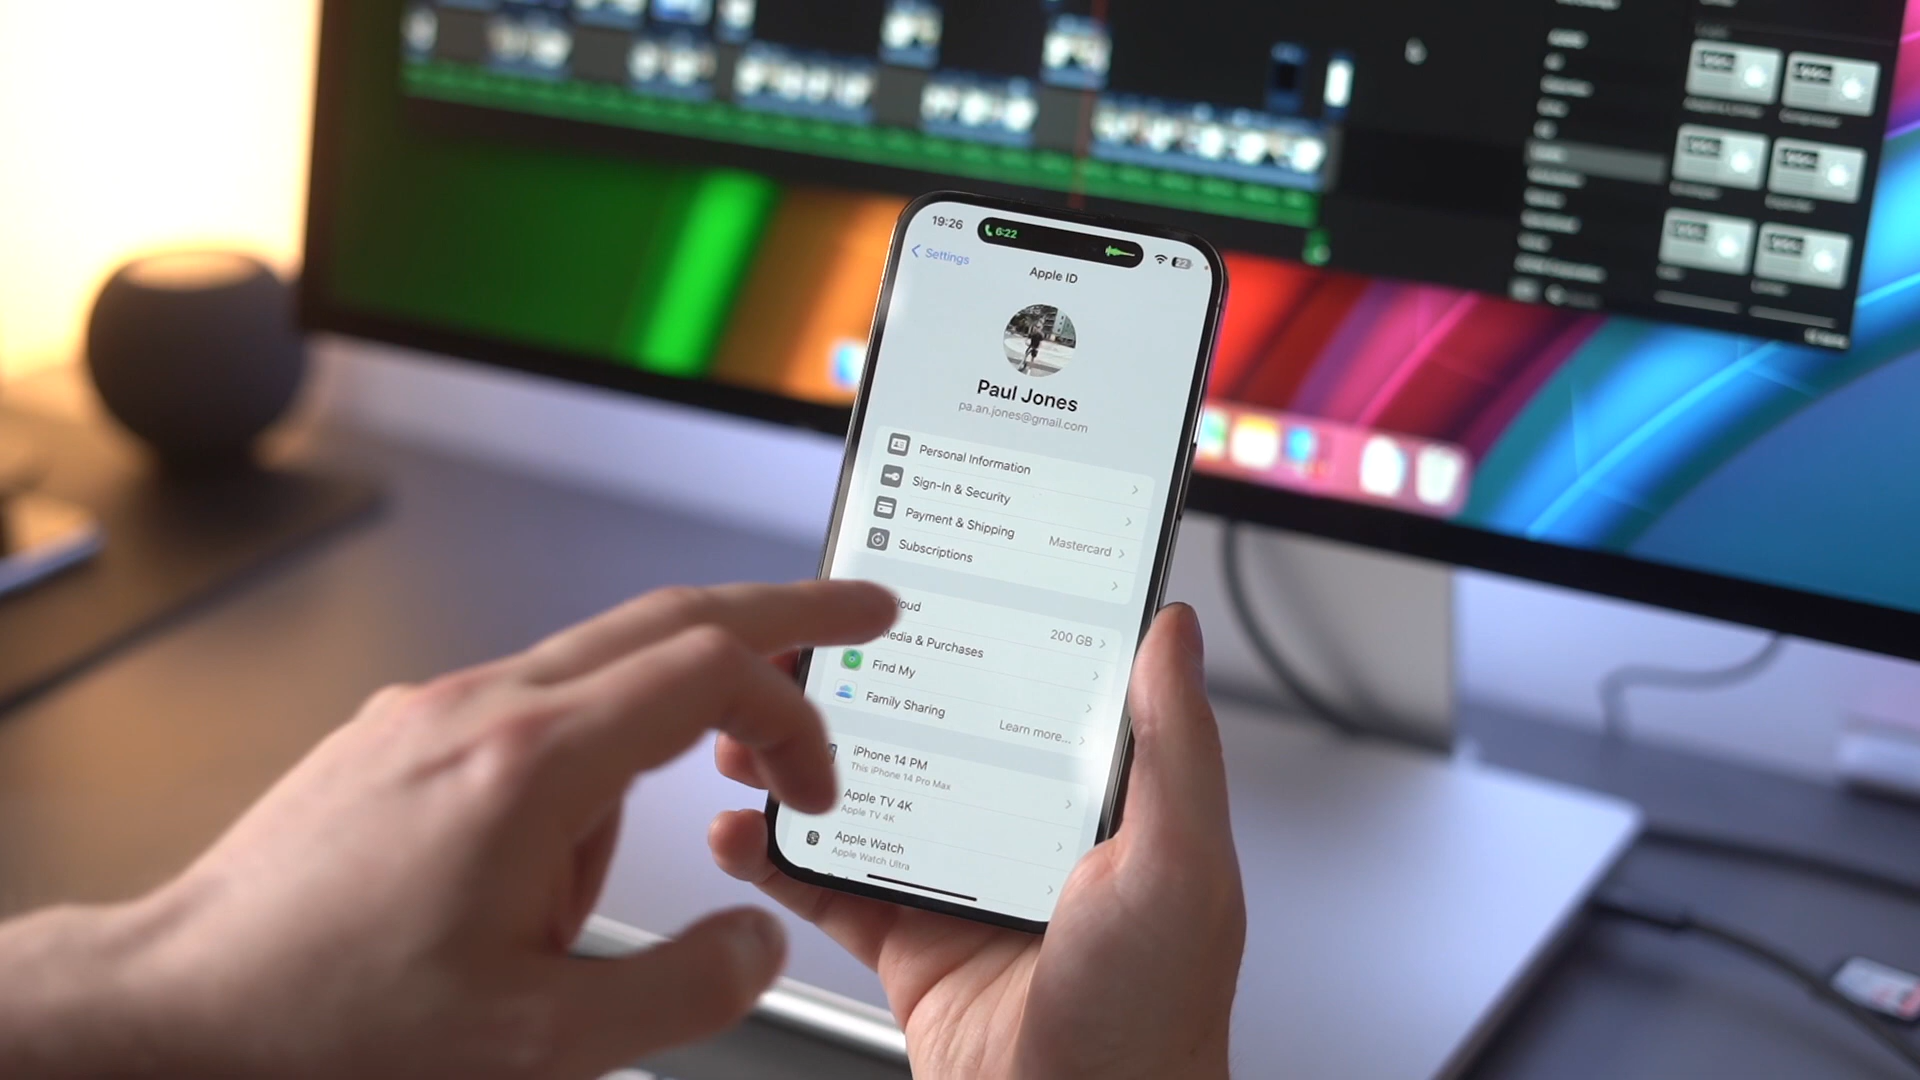 19:26
6:22
22
Settings
Apple ID
Paul Jones
pa.an.jones@gmail.com
Personal Information
Sign-In & Security
Payment & Shipping
Mastercard
Subscriptions
200 GB
& Purchases
Find My
Family Sharing
Learn more...
iPhone 14 PM
This iPhone 14 Pro Max
Apple TV 4K
Apple TV 4K
Apple Watch
Apple Watch Ultra